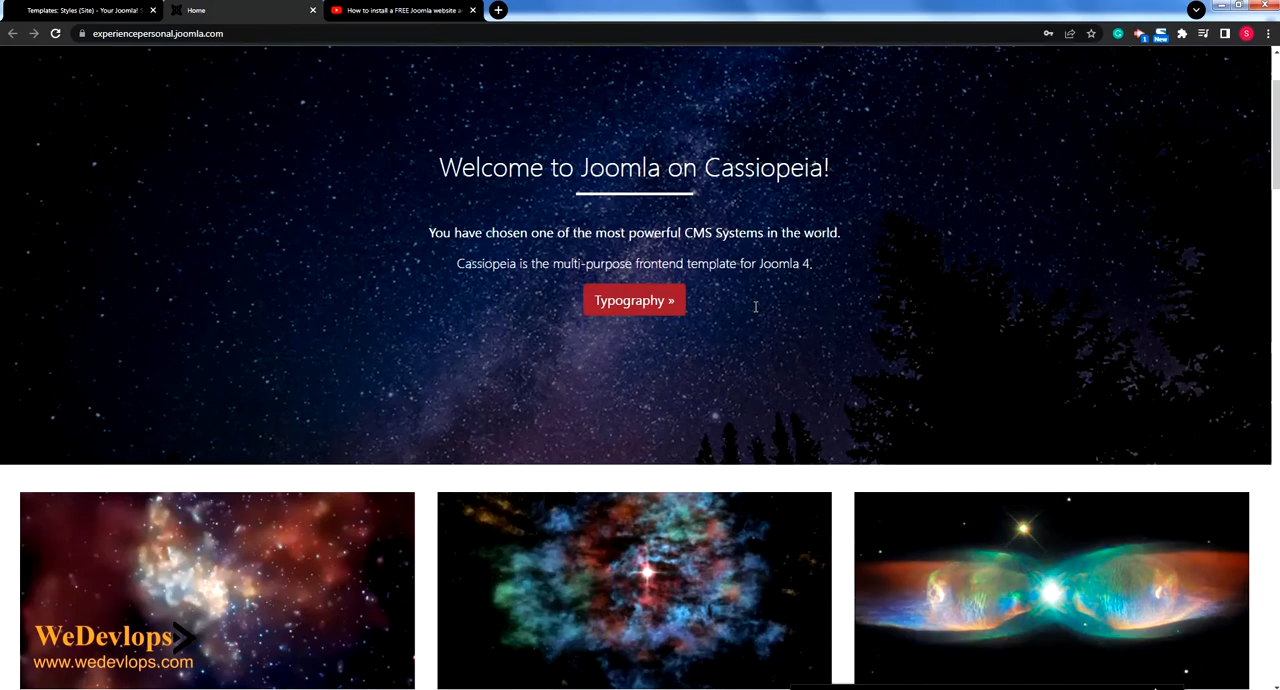 Templates: Styles (Site) - Your Joomla! S
Home
How to install a FREE Joomla website a
experiencepersonal.joomla.com
1
New
S
Welcome to Joomla on Cassiopeia!
You have chosen one of the most powerful CMS Systems in the world.
Cassiopeia is the multi-purpose frontend template for Joomla 4.
Typography »
WeDevlops
www.wedevlops.com